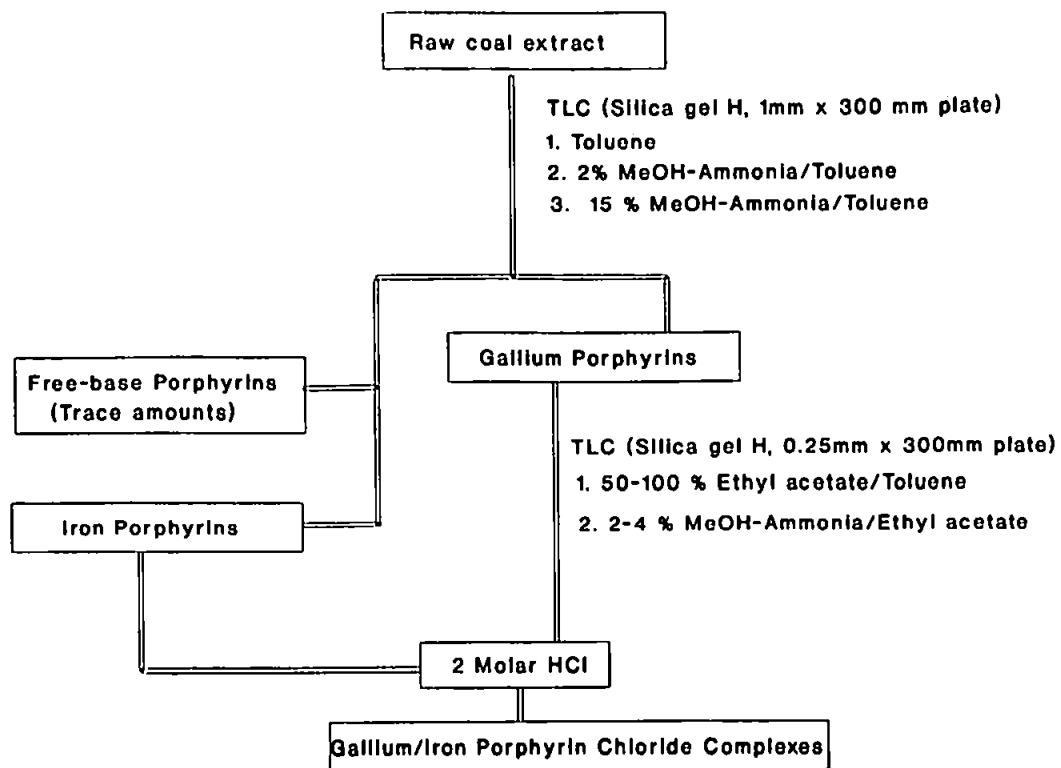 Raw coal extract
TLC (Silica gel H, 1mm x 300 mm plate)
1. Toluene
2. 2% MeOH-Ammonia/Toluene
3. 15 % MeOH-Ammonia/Toluene
Gallium Porphyrins
Free-base Porphyrins
(Trace amounts)
TLC (Silica gel H, 0.25mm x 300mm plate)
1. 50-100 % Ethyl acetate/Toluene
2. 2-4 % MeOH-Ammonia/Ethyl acetate
Iron Porphyrins
2 Molar HCl
Gallium/Iron Porphyrin Chloride Complexes